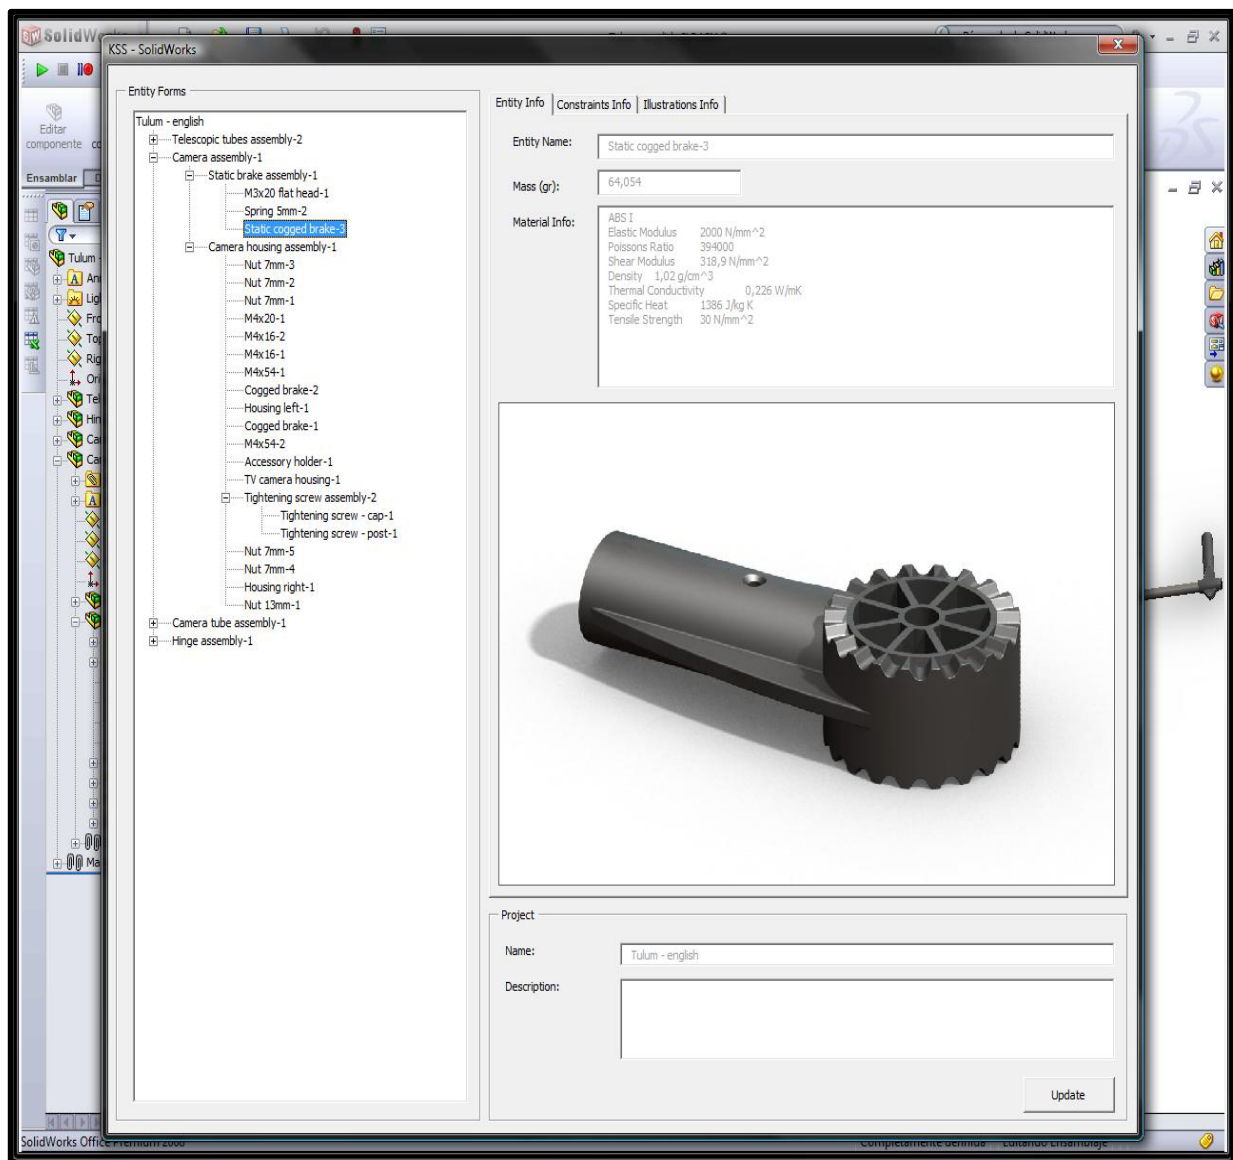 SolidW
KSS - SolidWorks
Editar
componente
Ensamblar
Tulum
Entity Forms
Tulum - english
Telescopic tubes assembly-2
Camera assembly-1
Static brake assembly-1
M3x20 flat head-1
Spring 5mm-2
Static cogged brake-3
Camera housing assembly-1
Nut 7mm-3
Nut 7mm-2
Nut 7mm-1
M4x20-1
M4x16-2
M4x16-1
M4x54-1
Cogged brake-2
Housing left-1
Cogged brake-1
M4x54-2
Accessory holder-1
TV camera housing-1
Tightening screw assembly-2
Tightening screw - cap-1
Tightening screw - post-1
Nut 7mm-5
Nut 7mm-4
Housing right-1
Nut 13mm-1
Camera tube assembly-1
Hinge assembly-1
Entity Info
Constraints Info
Illustrations Info
Entity Name:
Static cogged brake-3
Mass (gr):
64,054
Material Info:
ABS I
Elastic Modulus 2000 N/mm^2
Poissons Ratio 394000
Shear Modulus 318,9 N/mm^2
Density 1,02 g/cm^3
Thermal Conductivity 0,226 W/mK
Specific Heat 1386 J/kg K
Tensile Strength 30 N/mm^2
Project
Name:
Tulum - english
Description:
Update
SolidWorks Office Premium 2008
Completamente definida Editando Ensamblaje